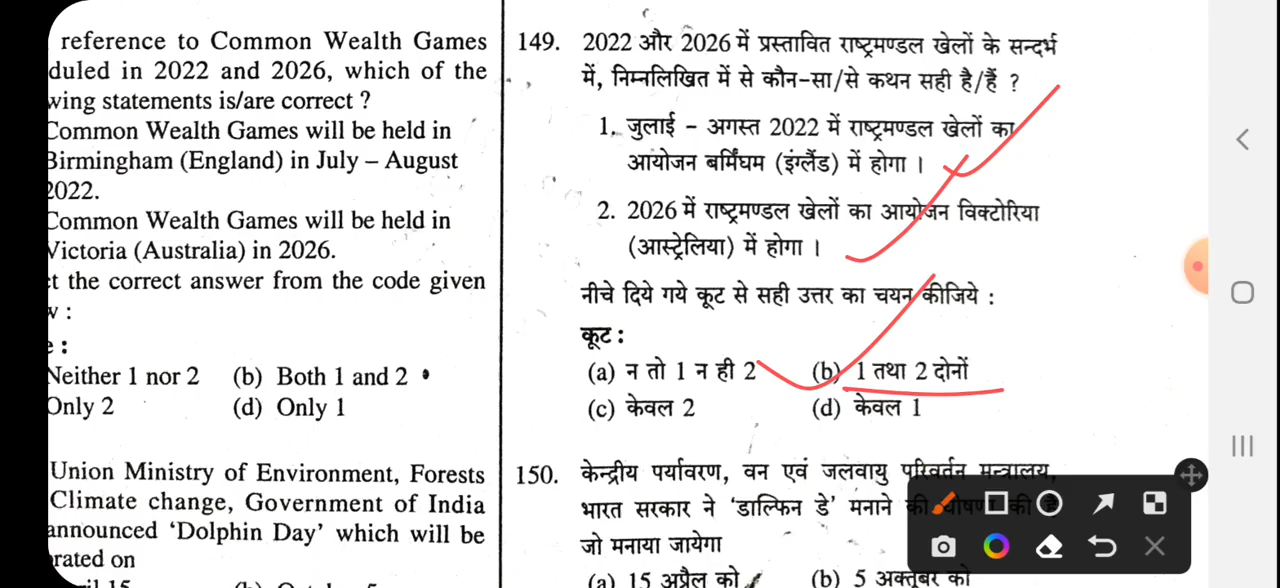 reference to Common Wealth Games
duled in 2022 and 2026, which of the
wing statements is/are correct ?
Common Wealth Games will be held in
Birmingham (England) in July – August
2022.
Common Wealth Games will be held in
Victoria (Australia) in 2026.
ct the correct answer from the code given
w :
e :
Neither 1 nor 2 (b) Both 1 and 2
Only 2 (d) Only 1
Union Ministry of Environment, Forests
Climate change, Government of India
announced ‘Dolphin Day’ which will be
rated on
149. 2022 और 2026 में प्रस्तावित राष्ट्रमण्डल खेलों के सन्दर्भ
में, निम्नलिखित में से कौन-सा/से कथन सही है/हैं ?
1. जुलाई - अगस्त 2022 में राष्ट्रमण्डल खेलों का
आयोजन बर्मिंघम (इंग्लैंड) में होगा ।
2. 2026 में राष्ट्रमण्डल खेलों का आयोजन विक्टोरिया
(आस्ट्रेलिया) में होगा ।
नीचे दिये गये कूट से सही उत्तर का चयन कीजिये :
कूट :
(a) न तो 1 न ही 2 (b) 1 तथा 2 दोनों
(c) केवल 2 (d) केवल 1
150. केन्द्रीय पर्यावरण, वन एवं जलवायु परिवर्तन मन्त्रालय,
भारत सरकार ने ‘डाल्फिन डे’ मनाने की घोषणा की है
जो मनाया जायेगा
(a) 15 अप्रैल को (b) 5 अक्तूबर को